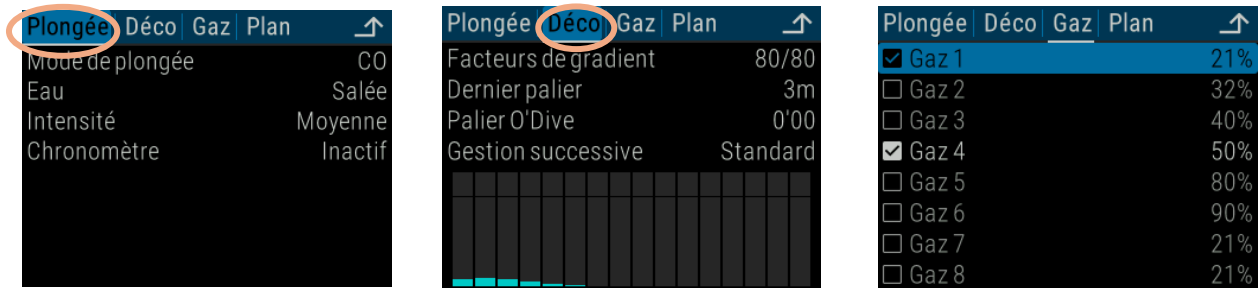 Plongée Déco Gaz Plan
Mode de plongée CO
Eau Salée
Intensité Moyenne
Chronomètre Inactif
Plongée Déco Gaz Plan
Facteurs de gradient 80/80
Dernier palier 3m
Palier O'Dive 0'00
Gestion successive Standard
Plongée Déco Gaz Plan
Gaz 1 21%
Gaz 2 32%
Gaz 3 40%
Gaz 4 50%
Gaz 5 80%
Gaz 6 90%
Gaz 7 21%
Gaz 8 21%